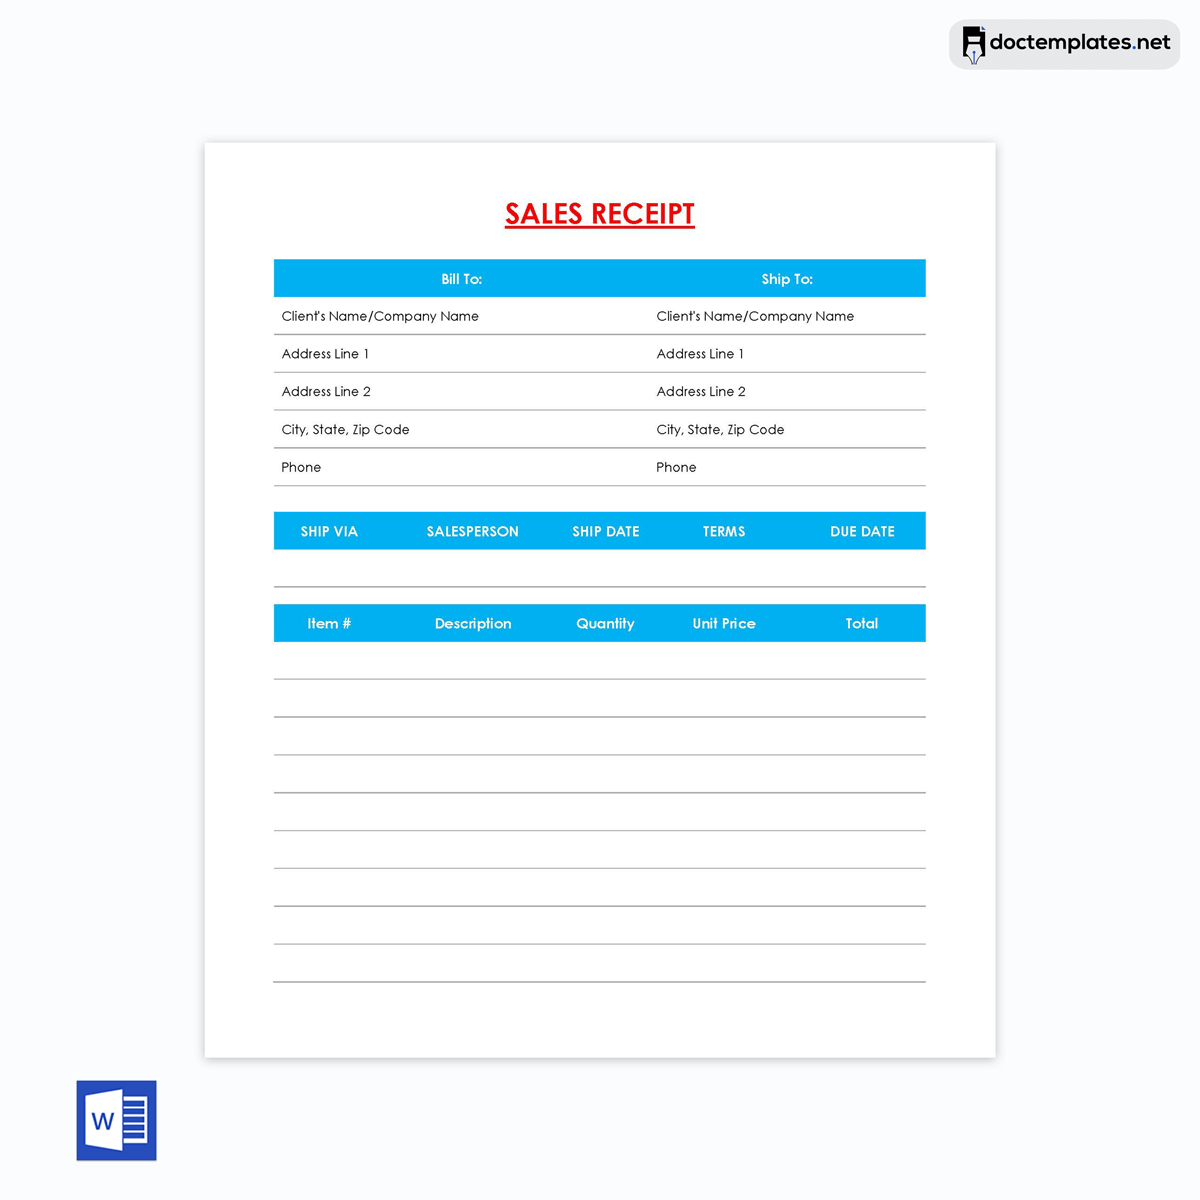 doctemplates.net
SALES RECEIPT
Bill To: Ship To:
Client's Name/Company Name Client's Name/Company Name
Address Line 1 Address Line 1
Address Line 2 Address Line 2
City, State, Zip Code City, State, Zip Code
Phone Phone
SHIP VIA SALESPERSON SHIP DATE TERMS DUE DATE
Item # Description Quantity Unit Price Total
W